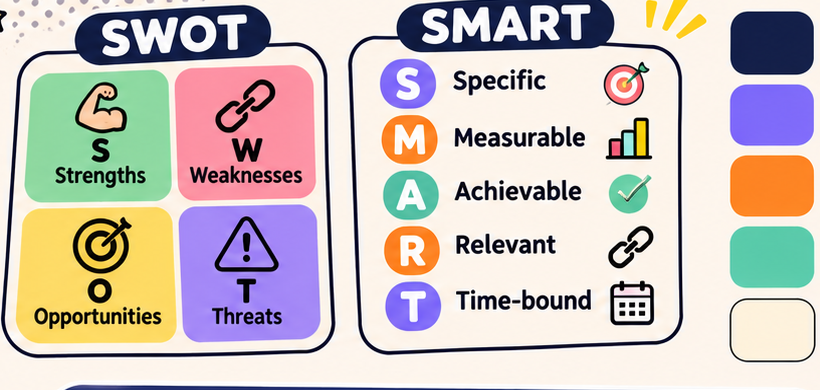 SWOT
S
Strengths
W
Weaknesses
O
Opportunities
T
Threats
SMART
S Specific
M Measurable
A Achievable
R Relevant
T Time-bound